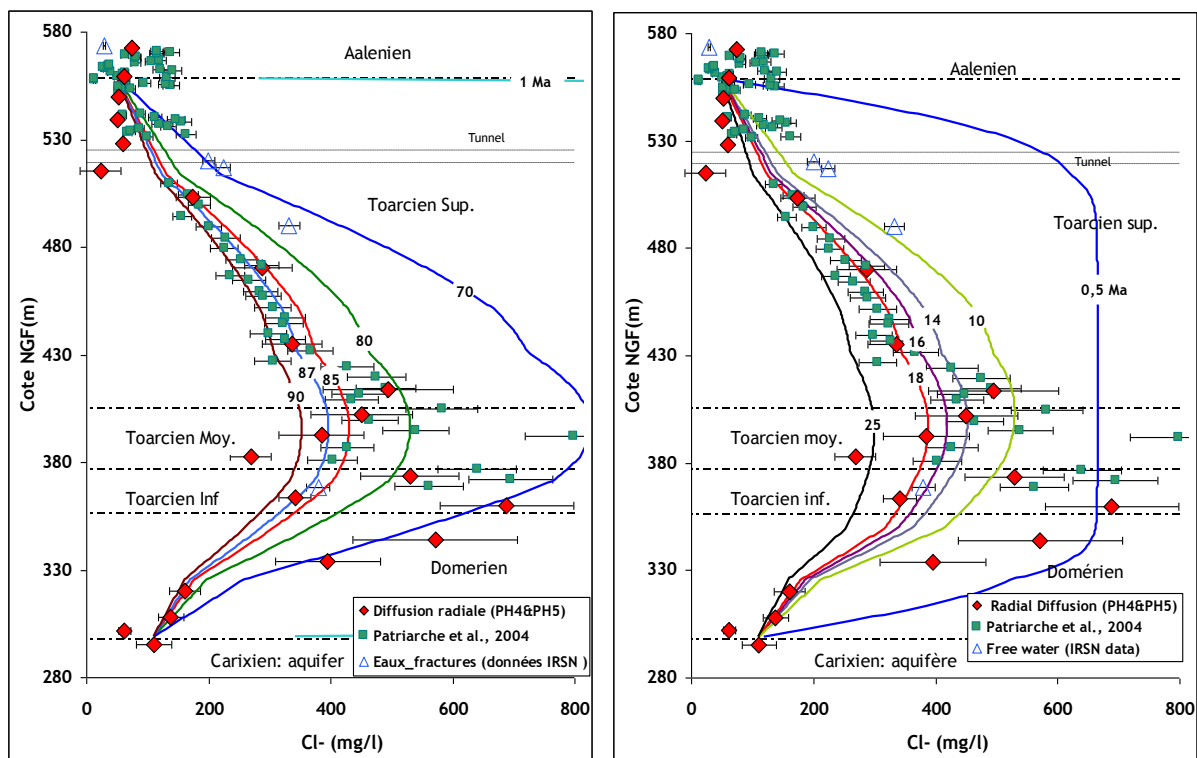 580
530
480
430
380
330
280
0
200
400
600
800
Cote NGF(m)
Cl- (mg/l)
Aalenien
1 Ma
Tunnel
Toarcien Sup.
70
80
87
85
90
Toarcien Moy.
Toarcien Inf
Domerien
Carixien: aquifer
Diffusion radiale (PH4&PH5)
Patriarche et al., 2004
Eaux_fractures (données IRSN )
580
530
480
430
380
330
280
0
200
400
600
800
Cote NGF(m)
Cl- (mg/l)
Aalenien
Tunnel
Toarcien sup.
0,5 Ma
14
10
16
18
25
Toarcien moy.
Toarcien inf.
Domérien
Carixien: aquifère
Radial Diffusion (PH4&PH5)
Patriarche et al., 2004
Free water (IRSN data)